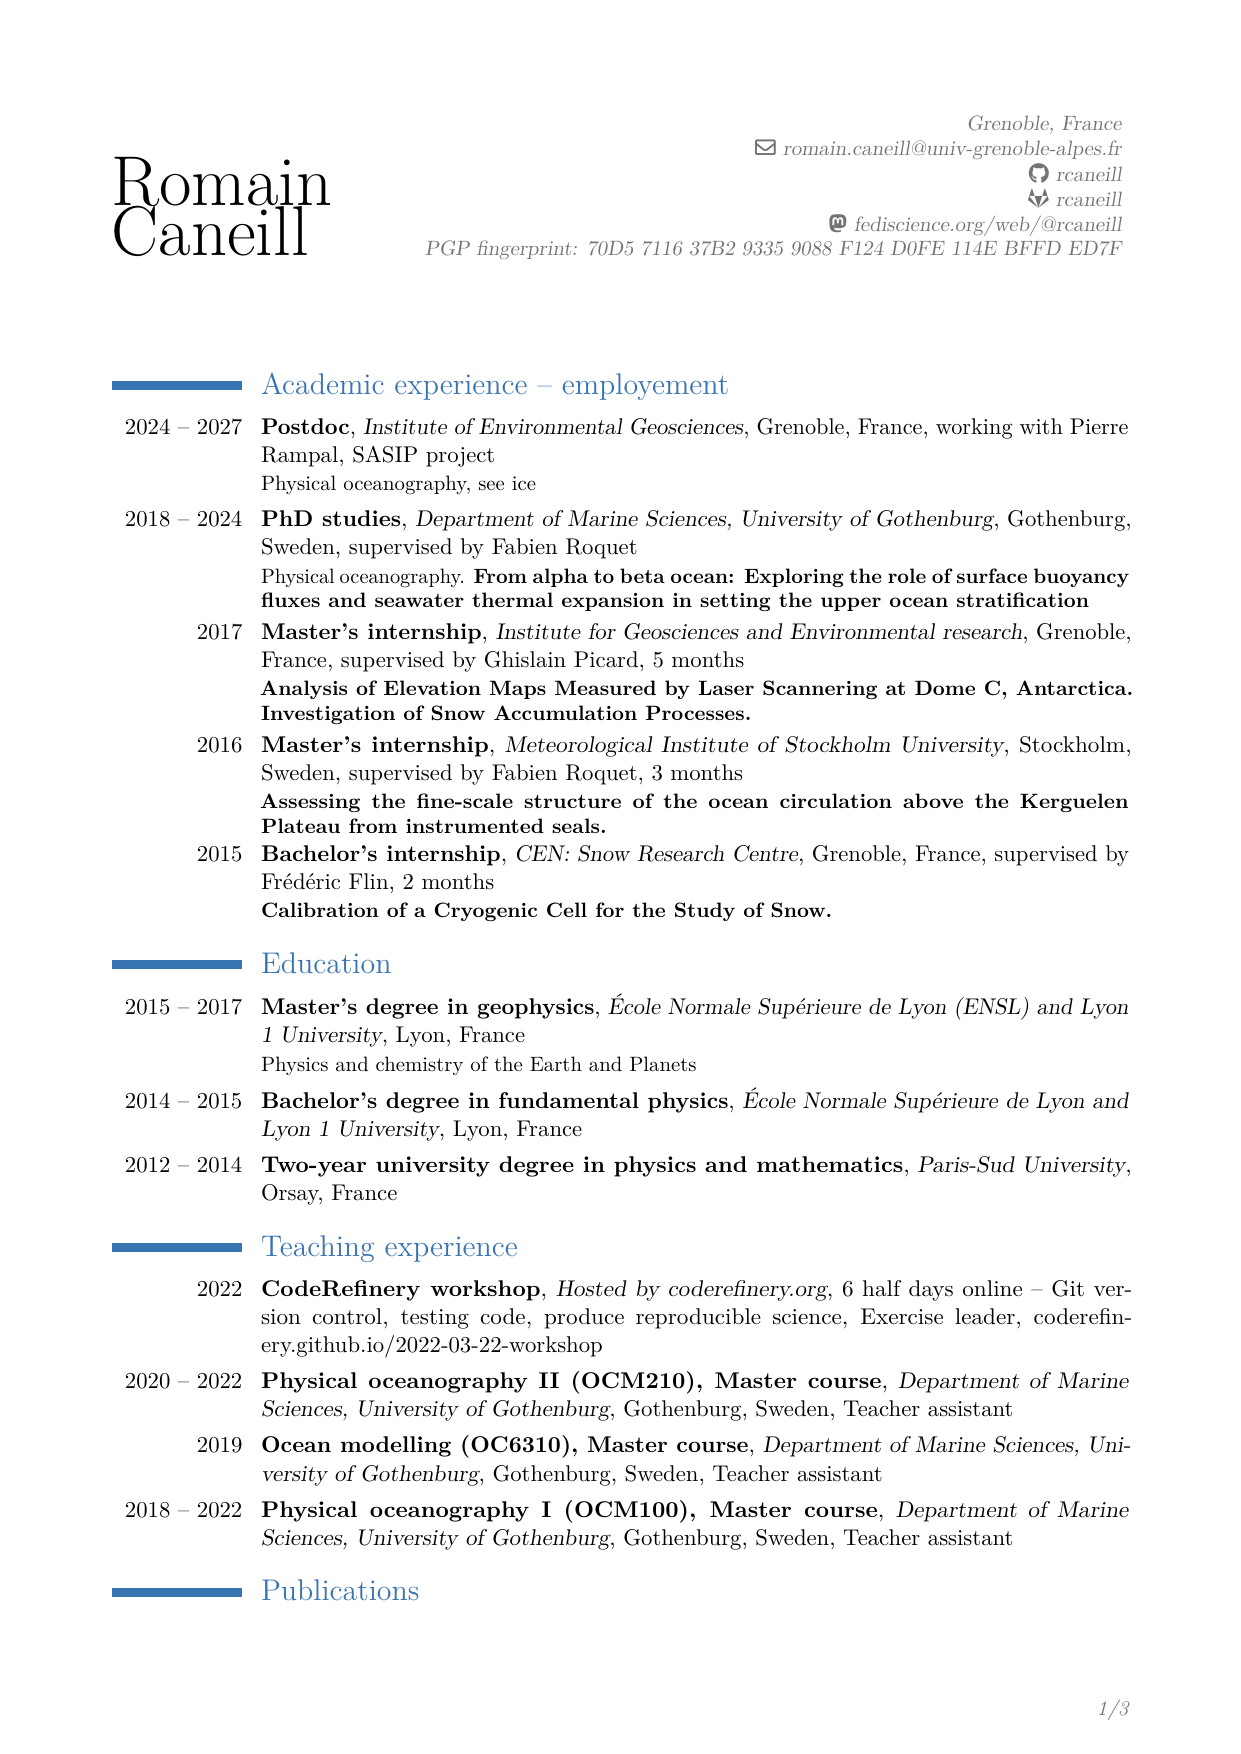 Romain
Caneill
Grenoble, France
romain.caneill@univ-grenoble-alpes.fr
rcaneill
rcaneill
fediscience.org/web/@rcaneill
PGP fingerprint: 70D5 7116 37B2 9335 9088 F124 D0FE 114E BFFD ED7F
Academic experience – employement
2024 – 2027 Postdoc, Institute of Environmental Geosciences, Grenoble, France, working with Pierre
Rampal, SASIP project
Physical oceanography, see ice
2018 – 2024 PhD studies, Department of Marine Sciences, University of Gothenburg, Gothenburg,
Sweden, supervised by Fabien Roquet
Physical oceanography. From alpha to beta ocean: Exploring the role of surface buoyancy
fluxes and seawater thermal expansion in setting the upper ocean stratification
2017 Master's internship, Institute for Geosciences and Environmental research, Grenoble,
France, supervised by Ghislain Picard, 5 months
Analysis of Elevation Maps Measured by Laser Scannering at Dome C, Antarctica.
Investigation of Snow Accumulation Processes.
2016 Master's internship, Meteorological Institute of Stockholm University, Stockholm,
Sweden, supervised by Fabien Roquet, 3 months
Assessing the fine-scale structure of the ocean circulation above the Kerguelen
Plateau from instrumented seals.
2015 Bachelor's internship, CEN: Snow Research Centre, Grenoble, France, supervised by
Frédéric Flin, 2 months
Calibration of a Cryogenic Cell for the Study of Snow.
Education
2015 – 2017 Master's degree in geophysics, École Normale Supérieure de Lyon (ENSL) and Lyon
1 University, Lyon, France
Physics and chemistry of the Earth and Planets
2014 – 2015 Bachelor's degree in fundamental physics, École Normale Supérieure de Lyon and
Lyon 1 University, Lyon, France
2012 – 2014 Two-year university degree in physics and mathematics, Paris-Sud University,
Orsay, France
Teaching experience
2022 CodeRefinery workshop, Hosted by coderefinery.org, 6 half days online – Git ver-
sion control, testing code, produce reproducible science, Exercise leader, coderefin-
ery.github.io/2022-03-22-workshop
2020 – 2022 Physical oceanography II (OCM210), Master course, Department of Marine
Sciences, University of Gothenburg, Gothenburg, Sweden, Teacher assistant
2019 Ocean modelling (OC6310), Master course, Department of Marine Sciences, Uni-
versity of Gothenburg, Gothenburg, Sweden, Teacher assistant
2018 – 2022 Physical oceanography I (OCM100), Master course, Department of Marine
Sciences, University of Gothenburg, Gothenburg, Sweden, Teacher assistant
Publications
1/3